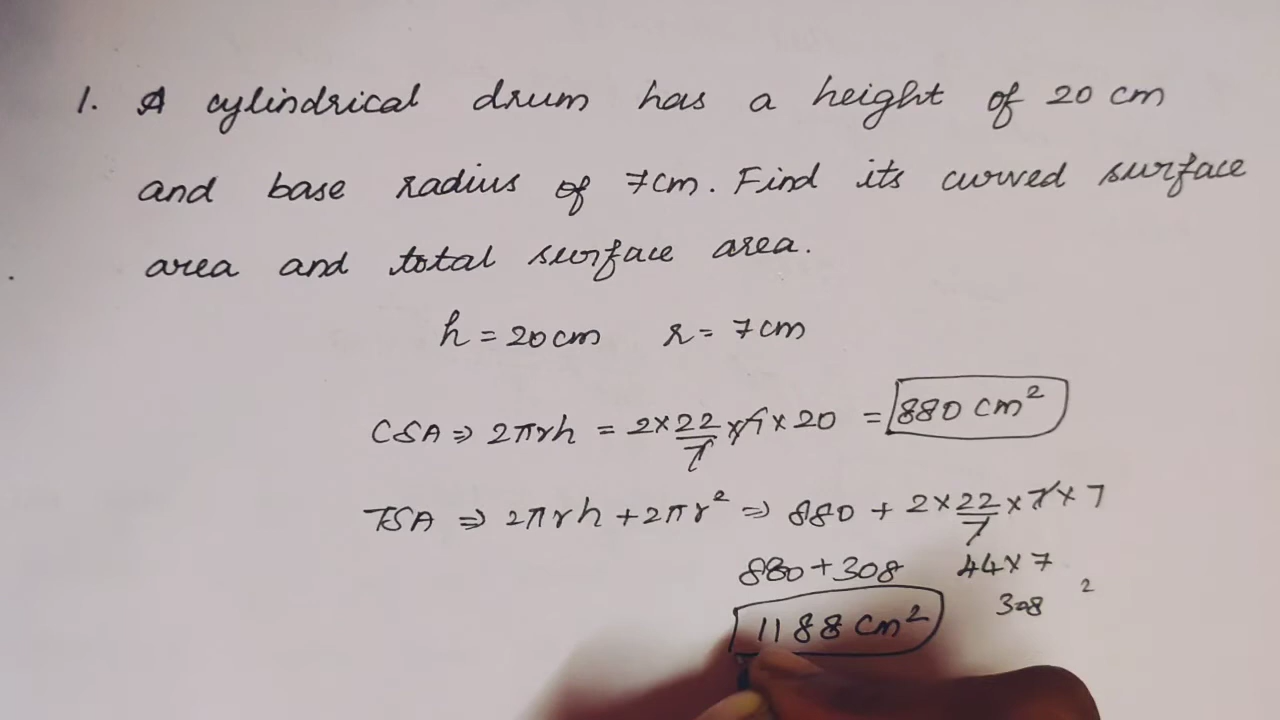 1. A cylindrical drum has a height of 20 cm
and base radius of 7cm. Find its curved surface
area and total surface area.
h = 20cm r = 7cm
CSA ⇒ 2πrh = 2×22/7×7×20 = 880 cm²
TSA ⇒ 2πrh + 2πr² ⇒ 880 + 2×22/7×7×7
880+308 44×7
308 2
1188 cm²